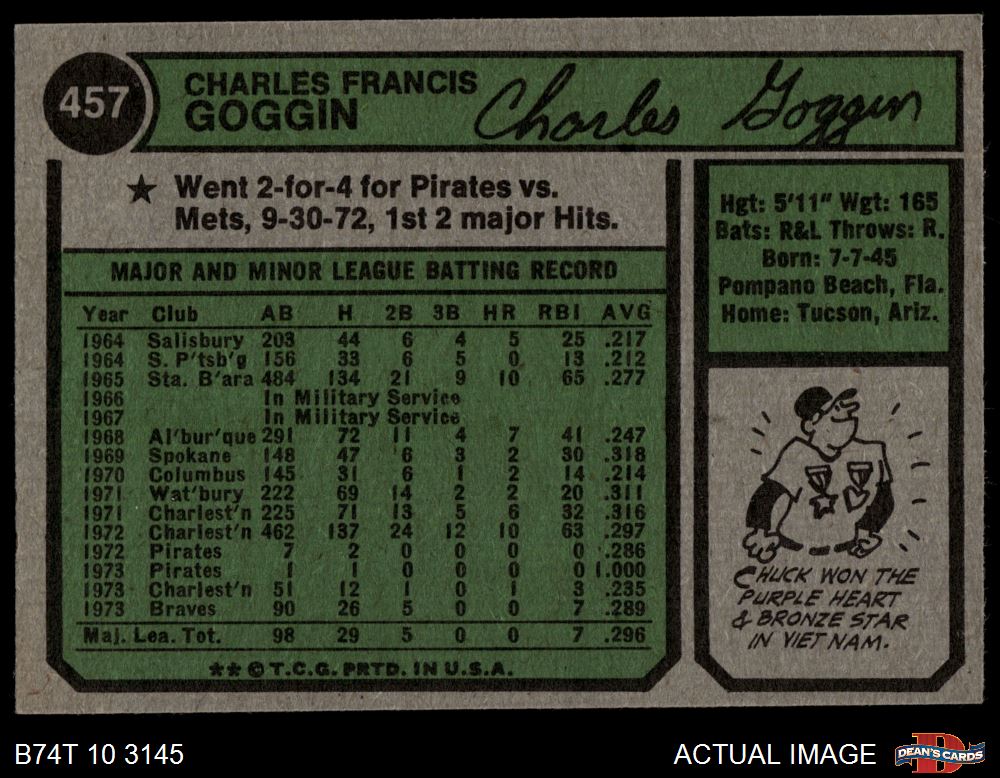 457
CHARLES FRANCIS
GOGGIN
Charles Goggin
★ Went 2-for-4 for Pirates vs.
Mets, 9-30-72, 1st 2 major Hits.
MAJOR AND MINOR LEAGUE BATTING RECORD
Year Club AB H 2B 3B HR RBI AVG
1964 Salisbury 203 44 6 4 5 25 .217
1964 S. P'tsb'g 156 33 6 5 0 13 .212
1965 Sta. B'ara 484 134 21 9 10 65 .277
1966 In Military Service
1967 In Military Service
1968 Al'bur'que 291 72 11 4 7 41 .247
1969 Spokane 148 47 6 3 2 30 .318
1970 Columbus 145 31 6 1 2 14 .214
1971 Wat'bury 222 69 14 2 2 20 .311
1971 Charlest'n 225 71 13 5 6 32 .316
1972 Charlest'n 462 137 24 12 10 63 .297
1972 Pirates 7 2 0 0 0 0 .286
1973 Pirates 1 1 0 0 0 0 1.000
1973 Charlest'n 51 12 1 0 1 3 .235
1973 Braves 90 26 5 0 0 7 .289
Maj. Lea. Tot. 98 29 5 0 0 7 .296
** © T.C.G. PRTD. IN U.S.A.
Hgt: 5'11" Wgt: 165
Bats: R&L Throws: R.
Born: 7-7-45
Pompano Beach, Fla.
Home: Tucson, Ariz.
CHUCK WON THE
PURPLE HEART
& BRONZE STAR
IN VIET NAM.
B74T 10 3145
ACTUAL IMAGE
DEAN'S CARDS